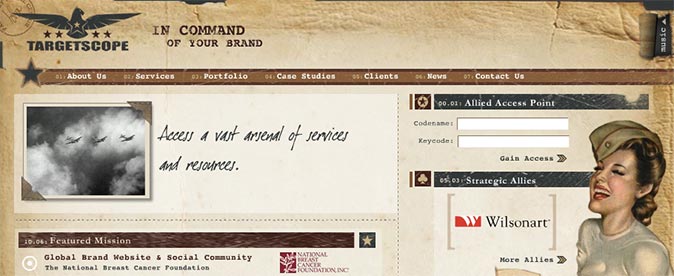 TARGETSCOPE
IN COMMAND
OF YOUR BRAND
music
01: About Us 02: Services 03: Portfolio 04: Case Studies 05: Clients 06: News 07: Contact Us
Access a vast arsenal of services
and resources.
00.01: Allied Access Point
Codename:
Keycode:
Gain Access
05.03: Strategic Allies
Wilsonart®
More Allies
10.06: Featured Mission
Global Brand Website & Social Community
The National Breast Cancer Foundation
NATIONAL
BREAST
CANCER
FOUNDATION, INC®